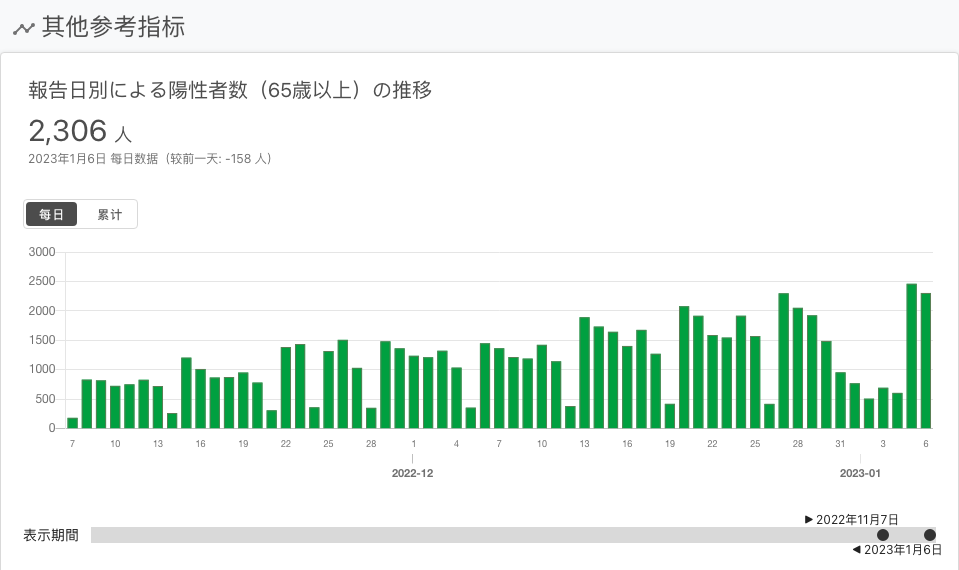 其他参考指标
報告日別による陽性者数（65歳以上）の推移
2,306 人
2023年1月6日 每日数据（较前一天: -158 人）
每日 累计
3000
2500
2000
1500
1000
500
0
7 10 13 16 19 22 25 28 1 4 7 10 13 16 19 22 25 28 31 3 6
2022-12 2023-01
▶ 2022年11月7日
表示期間
◀ 2023年1月6日